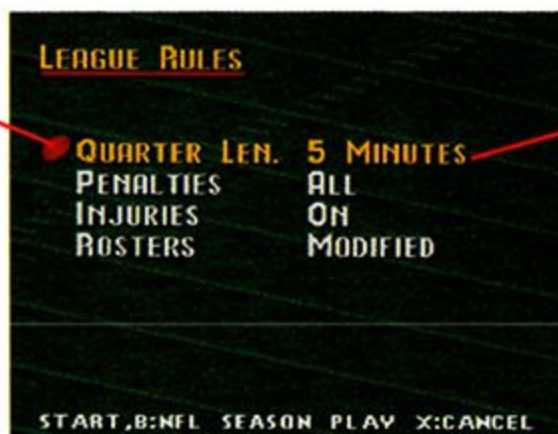 LEAGUE RULES
QUARTER LEN. 5 MINUTES
PENALTIES ALL
INJURIES ON
ROSTERS MODIFIED
START,B:NFL SEASON PLAY X:CANCEL